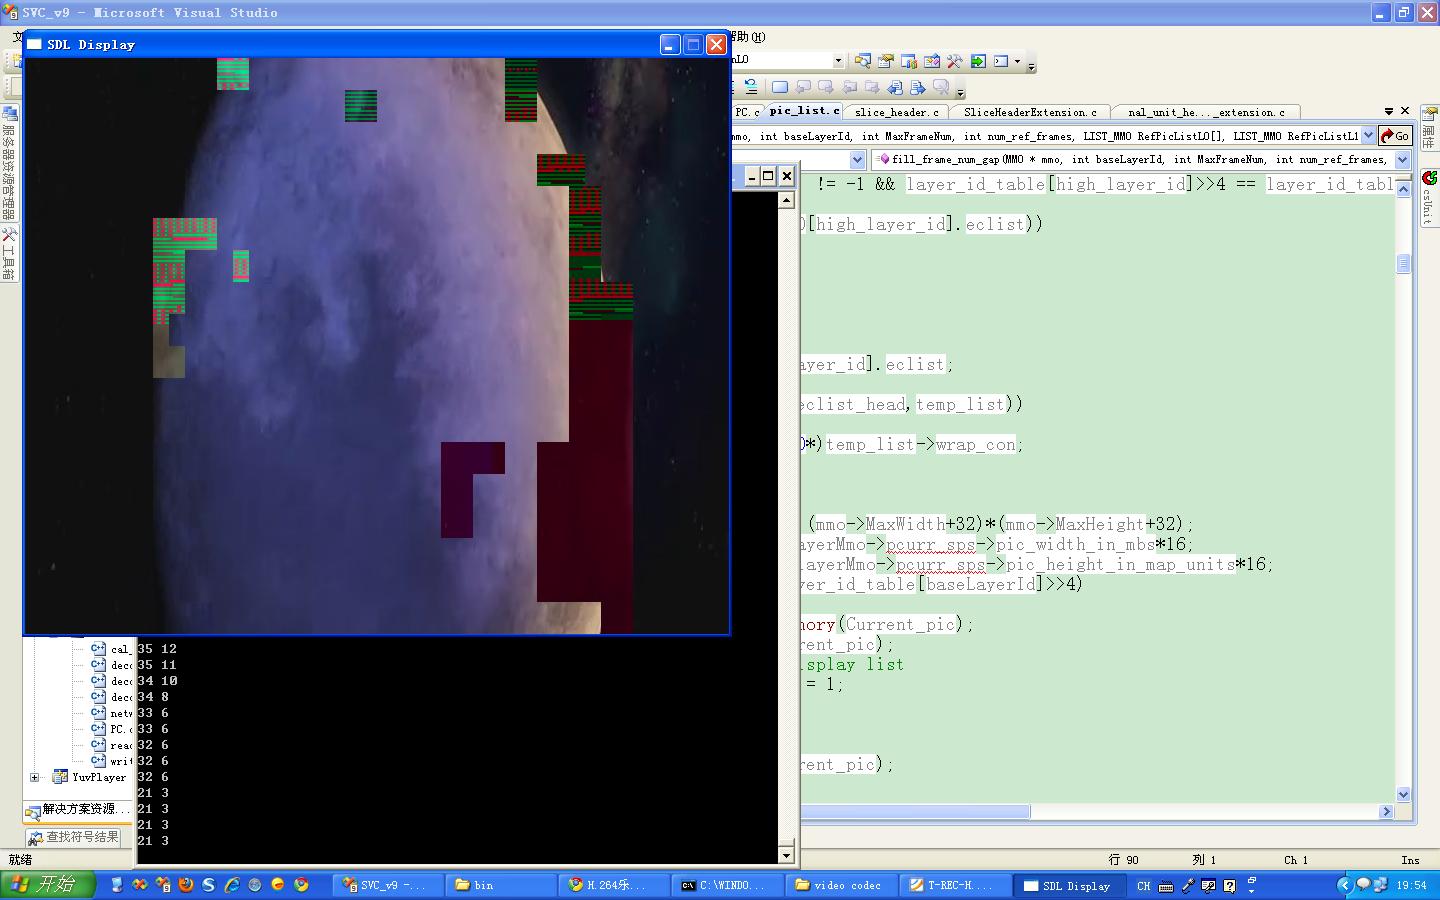 SVC_v9 - Microsoft Visual Studio
SDL Display
助(H)
PC.c
pic_list.c
slice_header.c
SliceHeaderExtension.c
nal_unit_he..._extension.c
mmo, int baseLayerId, int MaxFrameNum, int num_ref_frames, LIST_MMO RefPicListL0[], LIST_MMO RefPicListL1
Go
fill_frame_num_gap(MMO * mmo, int baseLayerId, int MaxFrameNum, int num_ref_frames,
!= -1 && layer_id_table[high_layer_id]>>4 == layer_id_tabl
[high_layer_id].eclist))
ayer_id].eclist;
eclist_head,temp_list))
*)temp_list->wrap_con;
(mmo->MaxWidth+32)*(mmo->MaxHeight+32);
ayerMmo->pcurr_sps->pic_width_in_mbs*16;
layerMmo->pcurr_sps->pic_height_in_map_units*16;
yer_id_table[baseLayerId]>>4)
mory(Current_pic);
rent_pic);
isplay list
= 1;
rent_pic);
服务器资源管理器
工具箱
属性
csUnit
cal_
deco
deco
deco
netw
PC.c
read
writ
YuvPlayer
解决方案资源...
查找符号结果
35 12
35 11
34 10
34 8
33 6
33 6
32 6
32 6
32 6
21 3
21 3
21 3
21 3
就绪
行 90
列 1
Ch 1
Ins
开始
SVC_v9 -...
bin
H.264乐...
C:\WINDO...
video codec
T-REC-H....
SDL Display
CH
19:54